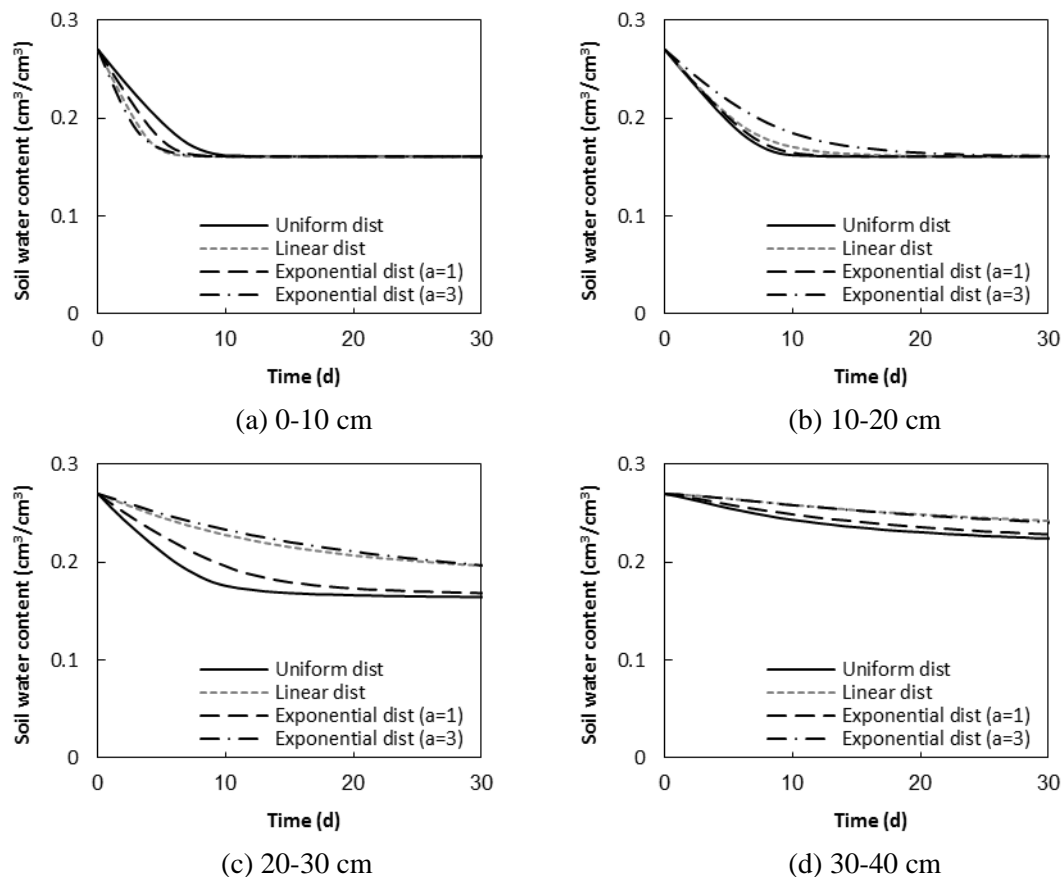 Soil water content (cm³/cm³)
0.3
0.2
0.1
0
Uniform dist
Linear dist
Exponential dist (a=1)
Exponential dist (a=3)
0 10 20 30
Time (d)
(a) 0-10 cm
Soil water content (cm³/cm³)
0.3
0.2
0.1
0
Uniform dist
Linear dist
Exponential dist (a=1)
Exponential dist (a=3)
0 10 20 30
Time (d)
(b) 10-20 cm
Soil water content (cm³/cm³)
0.3
0.2
0.1
0
Uniform dist
Linear dist
Exponential dist (a=1)
Exponential dist (a=3)
0 10 20 30
Time (d)
(c) 20-30 cm
Soil water content (cm³/cm³)
0.3
0.2
0.1
0
Uniform dist
Linear dist
Exponential dist (a=1)
Exponential dist (a=3)
0 10 20 30
Time (d)
(d) 30-40 cm